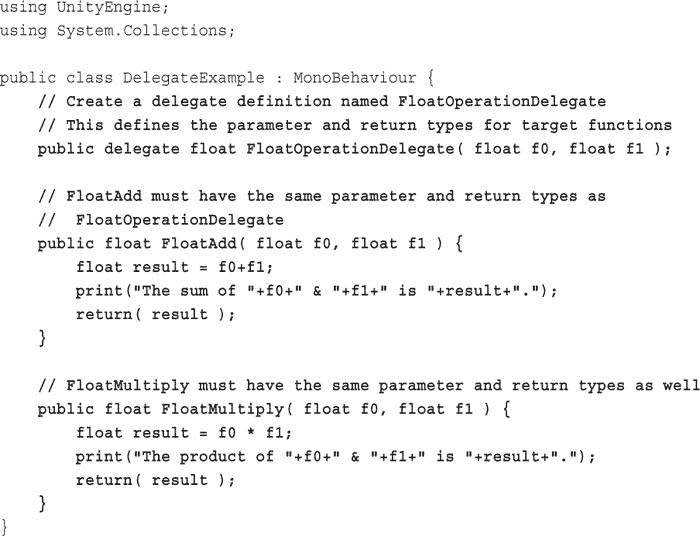 using UnityEngine;
using System.Collections;

public class DelegateExample : MonoBehaviour {
    // Create a delegate definition named FloatOperationDelegate
    // This defines the parameter and return types for target functions
    public delegate float FloatOperationDelegate( float f0, float f1 );

    // FloatAdd must have the same parameter and return types as
    //  FloatOperationDelegate
    public float FloatAdd( float f0, float f1 ) {
        float result = f0+f1;
        print("The sum of "+f0+" & "+f1+" is "+result+".");
        return( result );
    }

    // FloatMultiply must have the same parameter and return types as well
    public float FloatMultiply( float f0, float f1 ) {
        float result = f0 * f1;
        print("The product of "+f0+" & "+f1+" is "+result+".");
        return( result );
    }
}